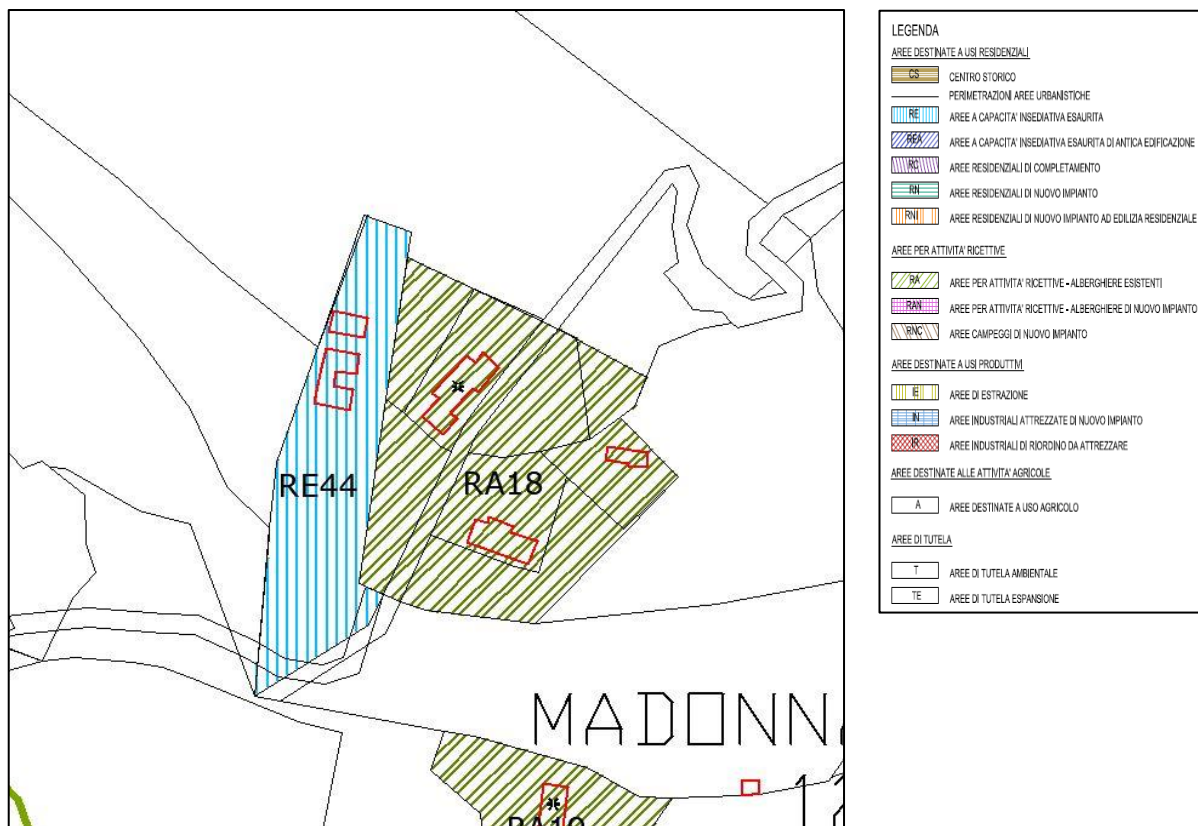 RE44
RA18
MADONN
LEGENDA
AREE DESTINATE A USI RESIDENZIALI
CS CENTRO STORICO
PERIMETRAZIONI AREE URBANISTICHE
RE AREE A CAPACITA' INSEDIATIVA ESAURITA
REA AREE A CAPACITA' INSEDIATIVA ESAURITA DI ANTICA EDIFICAZIONE
RC AREE RESIDENZIALI DI COMPLETAMENTO
RN AREE RESIDENZIALI DI NUOVO IMPIANTO
RNI AREE RESIDENZIALI DI NUOVO IMPIANTO AD EDILIZIA RESIDENZIALE
AREE PER ATTIVITA' RICETTIVE
RA AREE PER ATTIVITA' RICETTIVE - ALBERGHIERE ESISTENTI
RAN AREE PER ATTIVITA' RICETTIVE - ALBERGHIERE DI NUOVO IMPIANTO
RNC AREE CAMPEGGI DI NUOVO IMPIANTO
AREE DESTINATE A USI PRODUTTIVI
IE AREE DI ESTRAZIONE
IN AREE INDUSTRIALI ATTREZZATE DI NUOVO IMPIANTO
IR AREE INDUSTRIALI DI RIORDINO DA ATTREZZARE
AREE DESTINATE ALLE ATTIVITA' AGRICOLE
A AREE DESTINATE A USO AGRICOLO
AREE DI TUTELA
T AREE DI TUTELA AMBIENTALE
TE AREE DI TUTELA ESPANSIONE